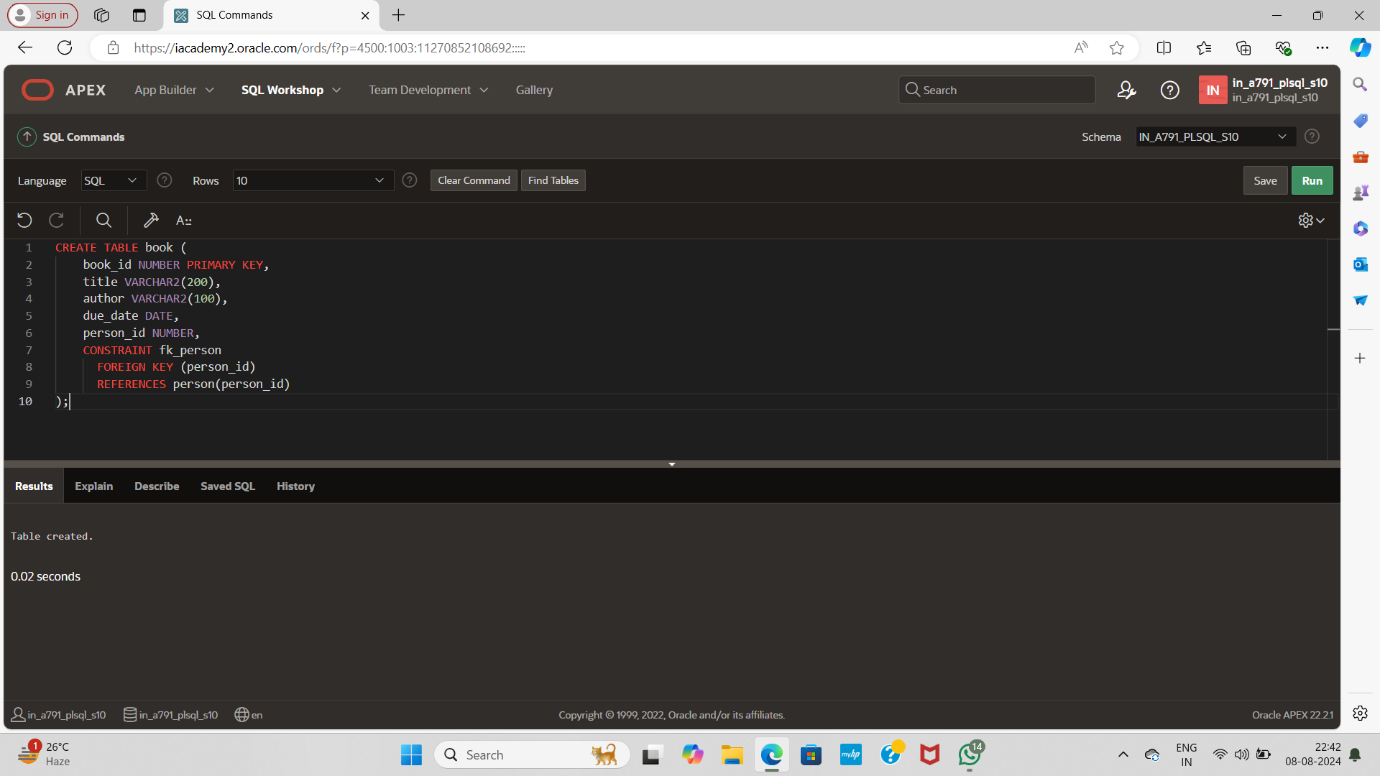 Sign in
SQL Commands
https://iacademy2.oracle.com/ords/f?p=4500:1003:11270852108692:::::
APEX App Builder SQL Workshop Team Development Gallery Search IN in_a791_plsql_s10
in_a791_plsql_s10
SQL Commands Schema IN_A791_PLSQL_S10
Language SQL Rows 10 Clear Command Find Tables Save Run
A::
1 CREATE TABLE book (
2 book_id NUMBER PRIMARY KEY,
3 title VARCHAR2(200),
4 author VARCHAR2(100),
5 due_date DATE,
6 person_id NUMBER,
7 CONSTRAINT fk_person
8 FOREIGN KEY (person_id)
9 REFERENCES person(person_id)
10 );
Results Explain Describe Saved SQL History
Table created.
0.02 seconds
in_a791_plsql_s10 in_a791_plsql_s10 en Copyright © 1999, 2022, Oracle and/or its affiliates. Oracle APEX 22.2.1
1 26°C
Haze
Search
myhp
14
ENG
IN
22:42
08-08-2024